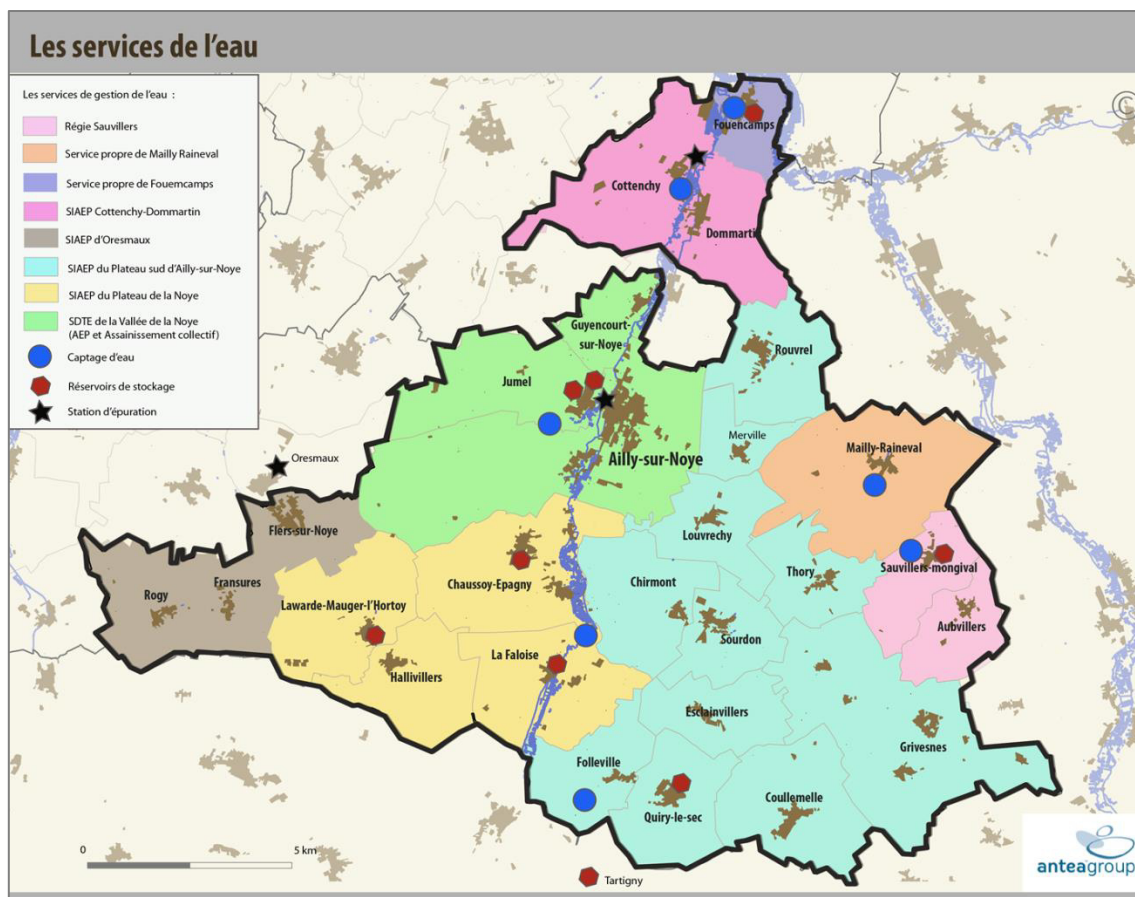 Les services de l'eau
Les services de gestion de l'eau :
Régie Sauvillers
Service propre de Mailly Raineval
Service propre de Fouemcamps
SIAEP Cottenchy-Dommartin
SIAEP d'Oresmaux
SIAEP du Plateau sud d'Ailly-sur-Noye
SIAEP du Plateau de la Noye
SDTE de la Vallée de la Noye
(AEP et Assainissement collectif)
Captage d'eau
Réservoirs de stockage
Station d'épuration
©
Fouencamps
Cottenchy
Dommarti
Guyencourt-
sur-Noye
Rouvrel
Jumel
Merville
Ailly-sur-Noye
Mailly-Raineval
Oresmaux
Flers-sur-Noye
Louvrechy
Sauvillers-mongival
Thory
Chaussoy-Epagny
Chirmont
Fransures
Rogy
Lawarde-Mauger-l'Hortoy
Aubvillers
Sourdon
La Faloise
Hallivillers
Esclainvillers
Grivesnes
Folleville
Coullemelle
Quiry-le-sec
0
5 km
Tartigny
anteagroup